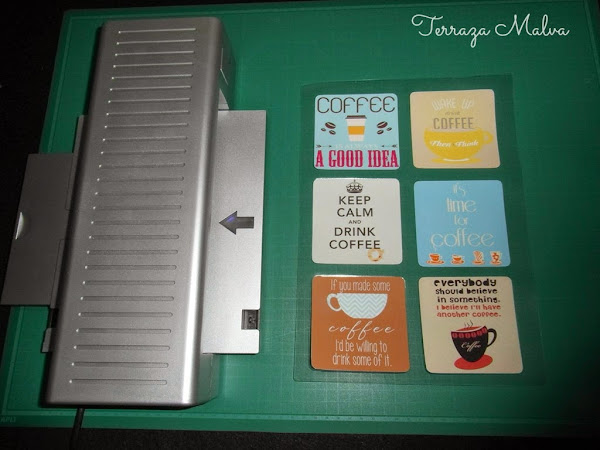 Terraza Malva
COFFEE
A GOOD IDEA
WAKE UP
COFFEE
Then Think
KEEP
CALM
AND
DRINK
COFFEE
it's
time
for
coffee
If you made some
coffee
I'd be willing to
drink some of it.
everybody
should believe
in something.
I believe I'll have
another coffee.
Coffee